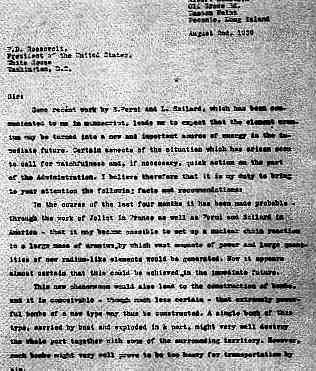 Old Grove Rd.
Nassau Point
Peconic, Long Island
August 2nd, 1939
F.D. Roosevelt,
President of the United States,
White House
Washington, D.C.
Sir:
Some recent work by E.Fermi and L. Szilard, which has been com-
municated to me in manuscript, leads me to expect that the element uran-
ium may be turned into a new and important source of energy in the im-
mediate future. Certain aspects of the situation which has arisen seem
to call for watchfulness and, if necessary, quick action on the part
of the Administration. I believe therefore that it is my duty to bring
to your attention the following facts and recommendations:
In the course of the last four months it has been made probable -
through the work of Joliot in France as well as Fermi and Szilard in
America - that it may become possible to set up a nuclear chain reaction
in a large mass of uranium,by which vast amounts of power and large quant-
ities of new radium-like elements would be generated. Now it appears
almost certain that this could be achieved in the immediate future.
This new phenomenon would also lead to the construction of bombs,
and it is conceivable - though much less certain - that extremely power-
ful bombs of a new type may thus be constructed. A single bomb of this
type, carried by boat and exploded in a port, might very well destroy
the whole port together with some of the surrounding territory. However,
such bombs might very well prove to be too heavy for transportation by
air.